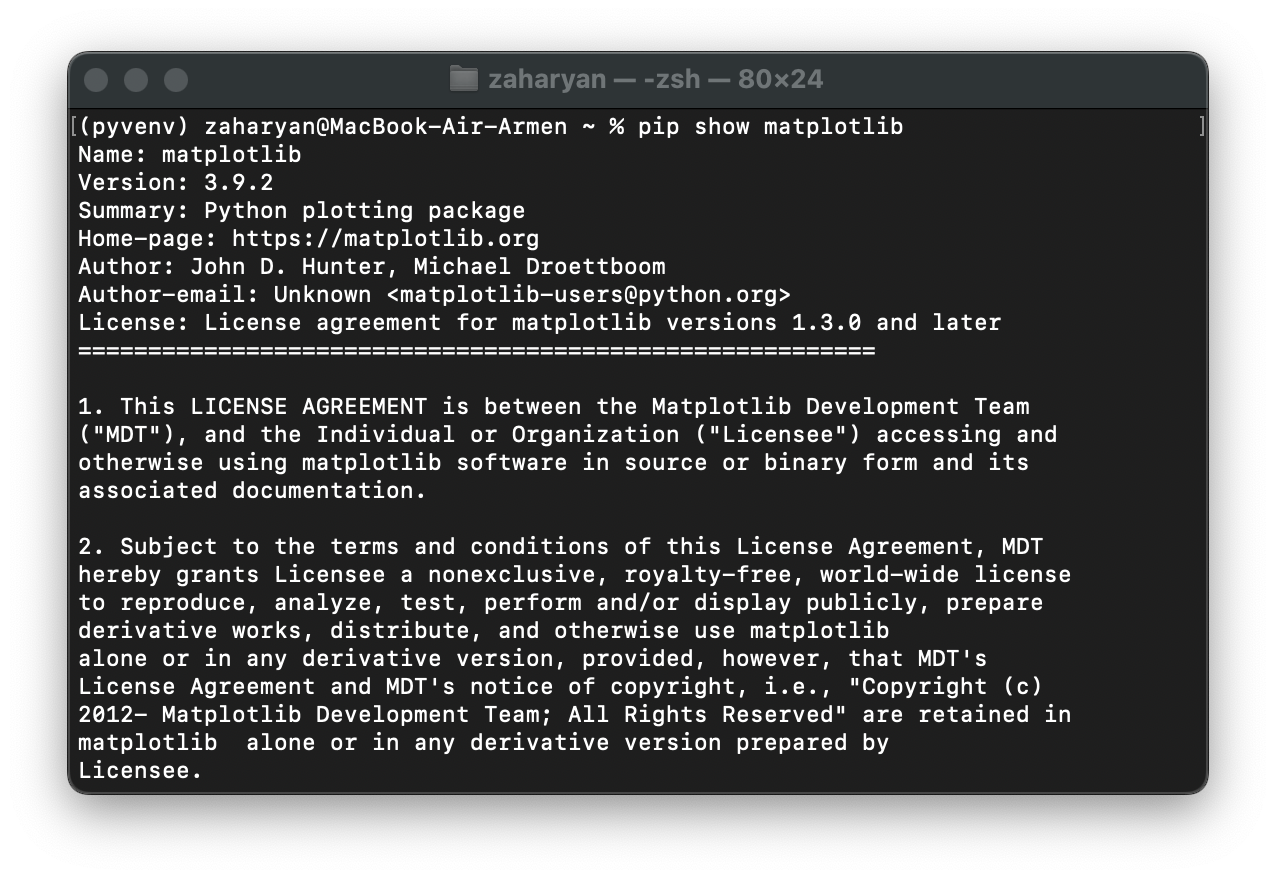 zaharyan — -zsh — 80×24
[(pyvenv) zaharyan@MacBook-Air-Armen ~ % pip show matplotlib ]
Name: matplotlib
Version: 3.9.2
Summary: Python plotting package
Home-page: https://matplotlib.org
Author: John D. Hunter, Michael Droettboom
Author-email: Unknown <matplotlib-users@python.org>
License: License agreement for matplotlib versions 1.3.0 and later
=========================================================
1. This LICENSE AGREEMENT is between the Matplotlib Development Team
("MDT"), and the Individual or Organization ("Licensee") accessing and
otherwise using matplotlib software in source or binary form and its
associated documentation.
2. Subject to the terms and conditions of this License Agreement, MDT
hereby grants Licensee a nonexclusive, royalty-free, world-wide license
to reproduce, analyze, test, perform and/or display publicly, prepare
derivative works, distribute, and otherwise use matplotlib
alone or in any derivative version, provided, however, that MDT's
License Agreement and MDT's notice of copyright, i.e., "Copyright (c)
2012- Matplotlib Development Team; All Rights Reserved" are retained in
matplotlib  alone or in any derivative version prepared by
Licensee.